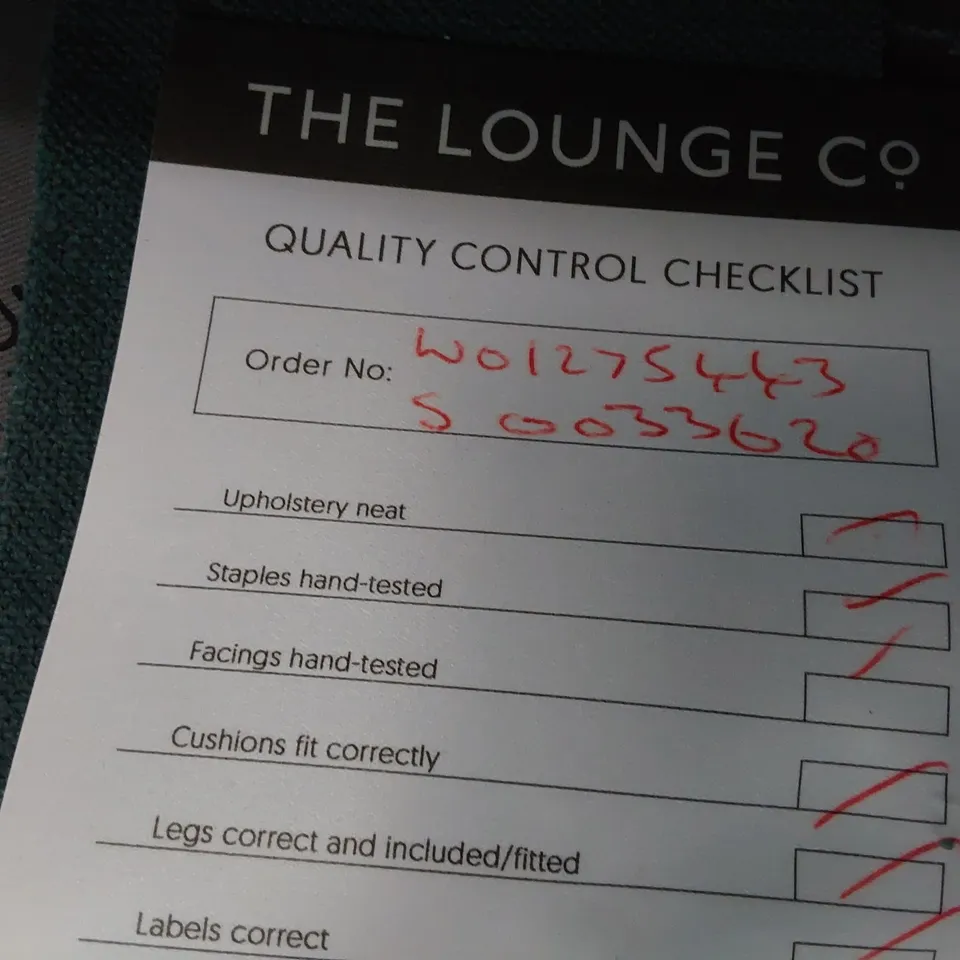 THE LOUNGE Cº
QUALITY CONTROL CHECKLIST
Order No: W01275443
S 0033620
Upholstery neat
Staples hand-tested
Facings hand-tested
Cushions fit correctly
Legs correct and included/fitted
Labels correct